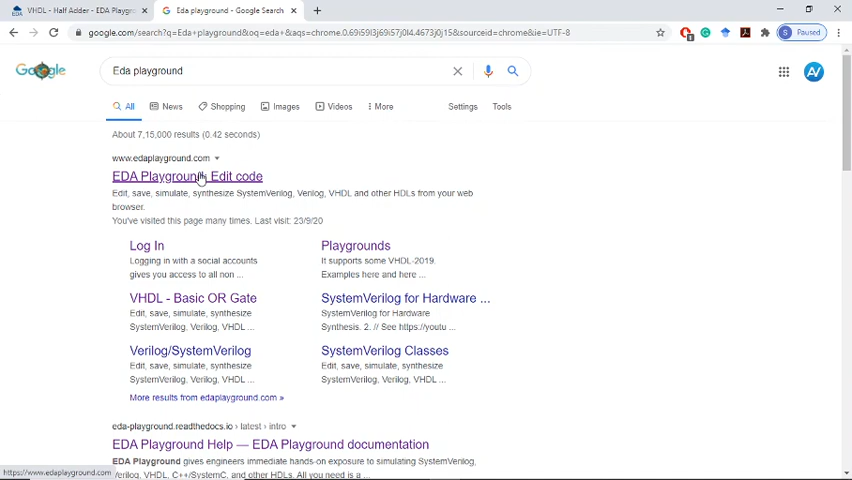 VHDL - Half Adder - EDA Playgro
Eda playground - Google Search
google.com/search?q=Eda+playground&oq=eda+&aqs=chrome.0.69i59l3j69i57j0l4.4673j0j15&sourceid=chrome&ie=UTF-8
S Paused
Google
Eda playground
AV
All
News
Shopping
Images
Videos
More
Settings
Tools
About 7,15,000 results (0.42 seconds)
www.edaplayground.com
EDA Playground: Edit code
Edit, save, simulate, synthesize SystemVerilog, Verilog, VHDL and other HDLs from your web
browser.
You've visited this page many times. Last visit: 23/9/20
Log In
Logging in with a social accounts
gives you access to all non ...
Playgrounds
It supports some VHDL-2019.
Examples here and here ...
VHDL - Basic OR Gate
Edit, save, simulate, synthesize
SystemVerilog, Verilog, VHDL ...
SystemVerilog for Hardware ...
SystemVerilog for Hardware
Synthesis. 2. // See https://youtu ...
Verilog/SystemVerilog
Edit, save, simulate, synthesize
SystemVerilog, Verilog, VHDL ...
SystemVerilog Classes
Edit, save, simulate, synthesize
SystemVerilog, Verilog, VHDL ...
More results from edaplayground.com »
eda-playground.readthedocs.io › latest › intro
EDA Playground Help — EDA Playground documentation
EDA Playground gives engineers immediate hands-on exposure to simulating SystemVerilog,
Verilog, VHDL, C++/SystemC, and other HDLs. All you need is a ...
https://www.edaplayground.com